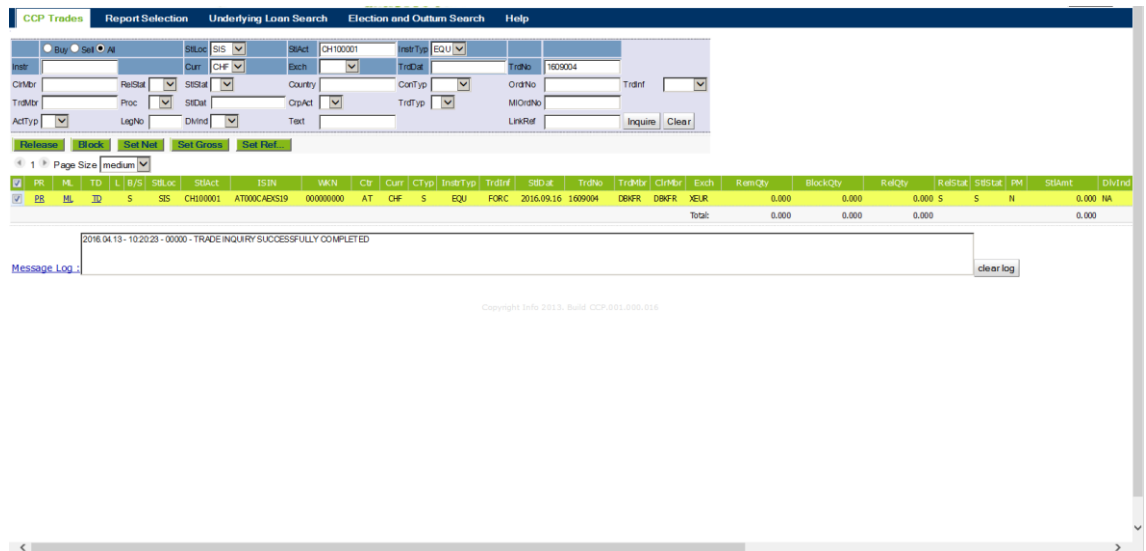 CCP Trades Report Selection Underlying Loan Search Election and Outturn Search Help
Buy Sell All StlLoc SIS StlAct CH100001 InstrTyp EQU
Instr Curr CHF Exch TrdDat TrdNo 1609004
ClrMbr RelStat StlStat Country ConTyp OrdrNo TrdInf
TrdMbr Proc StlDat CrpAct TrdTyp MIOrdNo
ActTyp LegNo DlvInd Text LinkRef Inquire Clear
Release Block Set Net Set Gross Set Ref...
1 Page Size medium
PR ML TD L B/S StlLoc StlAct ISIN WKN Ctr Curr CTyp InstrTyp TrdInf StlDat TrdNo TrdMbr ClrMbr Exch RemQty BlockQty RelQty RelStat StlStat PM StlAmt DlvInd
PR ML TD S SIS CH100001 AT000CAEXS19 000000000 AT CHF S EQU FORC 2016.09.16 1609004 DBKFR DBKFR XEUR 0.000 0.000 0.000 S S N 0.000 NA
Total: 0.000 0.000 0.000 0.000
2016.04.13 - 10:20:23 - 00000 - TRADE INQUIRY SUCCESSFULLY COMPLETED
Message Log : clear log
Copyright Info 2013. Build CCP.001.000.016